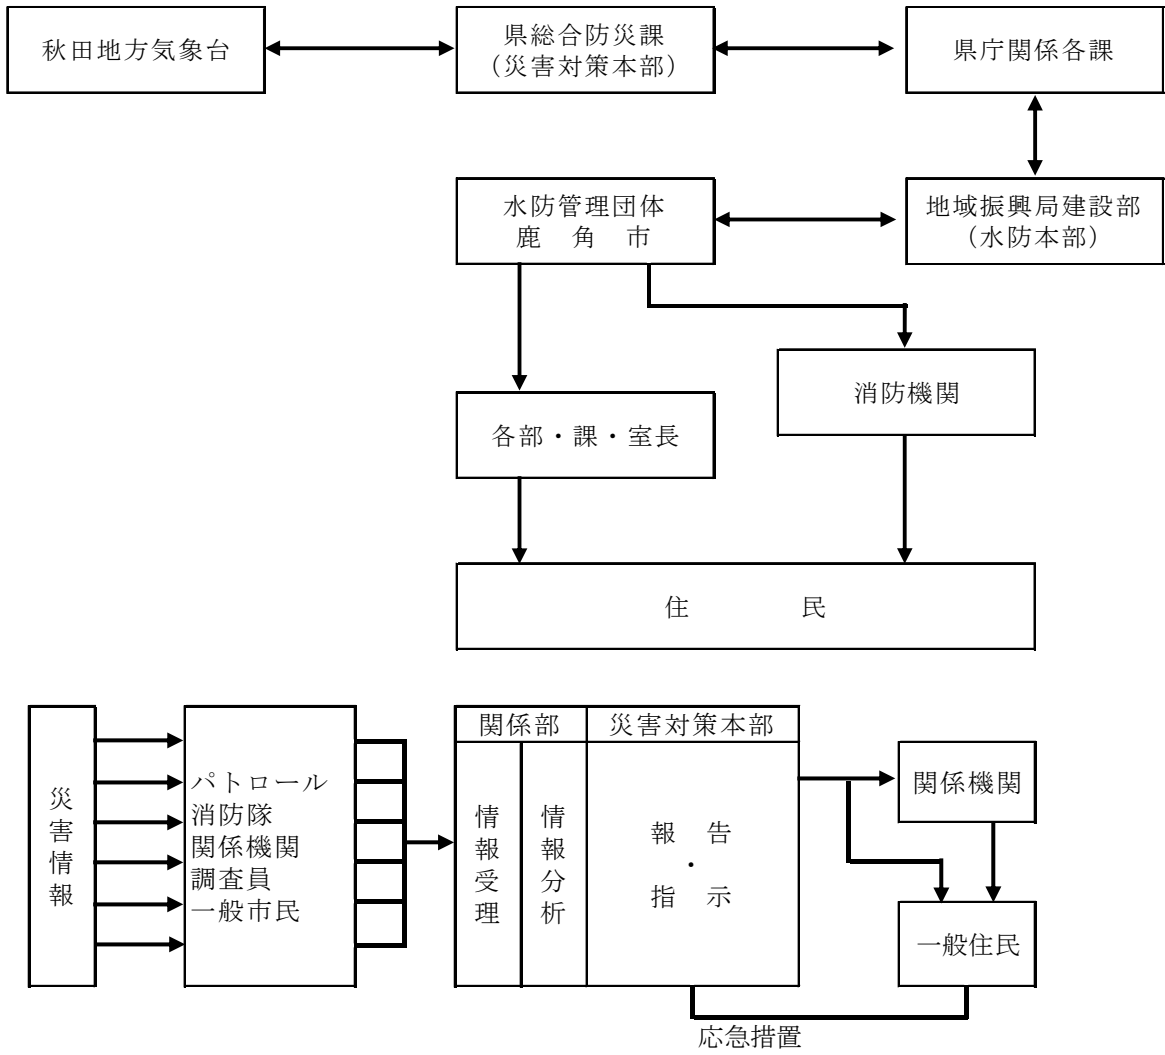 秋田地方気象台
県総合防災課
（災害対策本部）
県庁関係各課
水防管理団体
鹿　角　市
地域振興局建設部
（水防本部）
消防機関
各部・課・室長
住　　　　民
災害情報
パトロール
消防隊
関係機関
調査員
一般市民
関係部
災害対策本部
情報受理
情報分析
報　告
・
指　示
関係機関
一般住民
応急措置